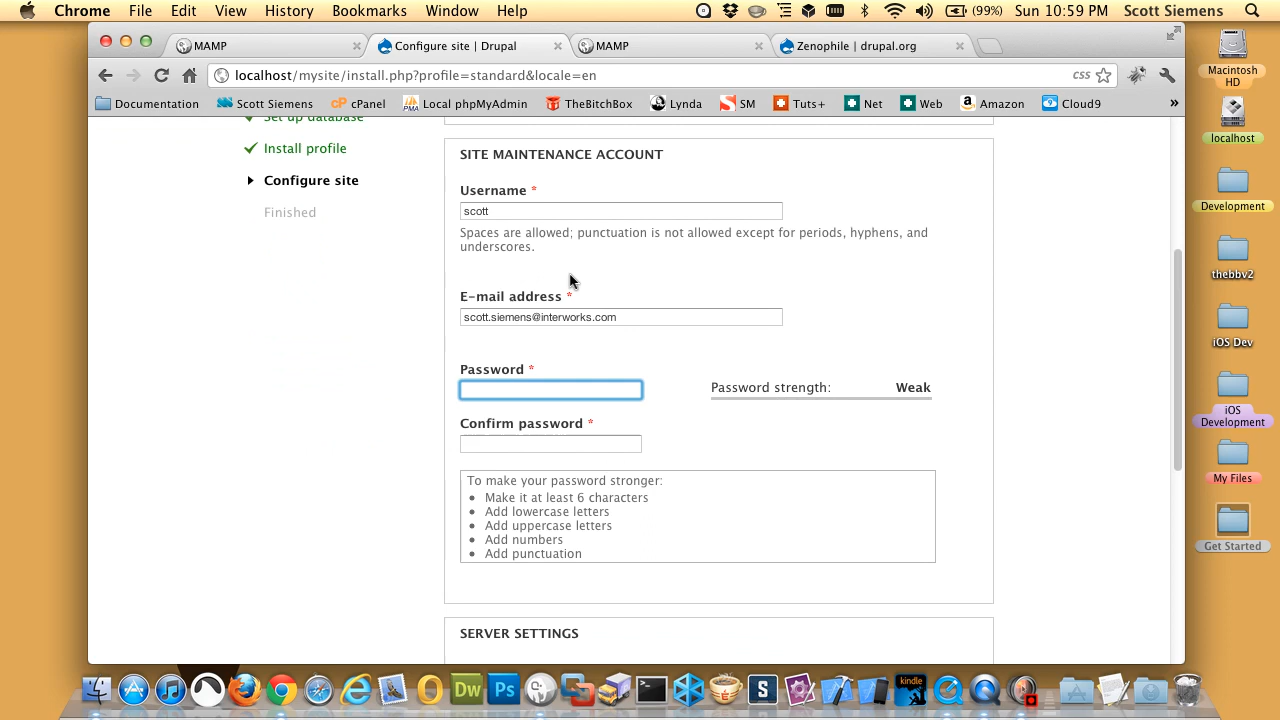 Chrome File Edit View History Bookmarks Window Help (99%) Sun 10:59 PM Scott Siemens
MAMP Configure site | Drupal MAMP Zenophile | drupal.org
localhost/mysite/install.php?profile=standard&locale=en CSS
Documentation Scott Siemens cPanel Local phpMyAdmin TheBitchBox Lynda SM Tuts+ Net Web Amazon Cloud9 »
Set up database
Install profile
Configure site
Finished
SITE MAINTENANCE ACCOUNT
Username *
scott
Spaces are allowed; punctuation is not allowed except for periods, hyphens, and
underscores.
E-mail address *
scott.siemens@interworks.com
Password *
Password strength: Weak
Confirm password *
To make your password stronger:
Make it at least 6 characters
Add lowercase letters
Add uppercase letters
Add numbers
Add punctuation
SERVER SETTINGS
Macintosh
HD
localhost
Development
thebbv2
iOS Dev
iOS
Development
My Files
Get Started
Dw Ps S kindle